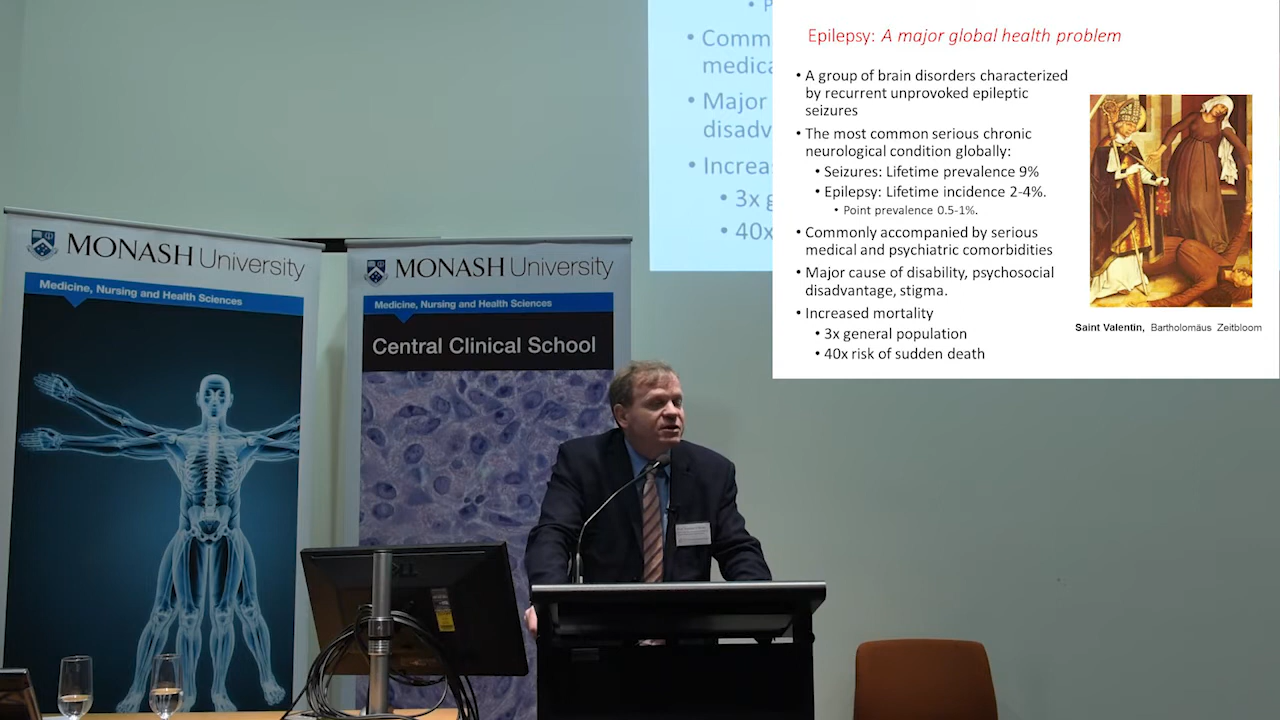 MONASH University
Medicine, Nursing and Health Sciences
MONASH University
Medicine, Nursing and Health Sciences
Central Clinical School
DELL
• P
• Comm
medica
• Major
disadv
• Increa
• 3x g
• 40x
Epilepsy: A major global health problem
• A group of brain disorders characterized
by recurrent unprovoked epileptic
seizures
• The most common serious chronic
neurological condition globally:
• Seizures: Lifetime prevalence 9%
• Epilepsy: Lifetime incidence 2-4%.
• Point prevalence 0.5-1%.
• Commonly accompanied by serious
medical and psychiatric comorbidities
• Major cause of disability, psychosocial
disadvantage, stigma.
• Increased mortality
• 3x general population
• 40x risk of sudden death
Saint Valentin, Bartholomäus Zeitbloom